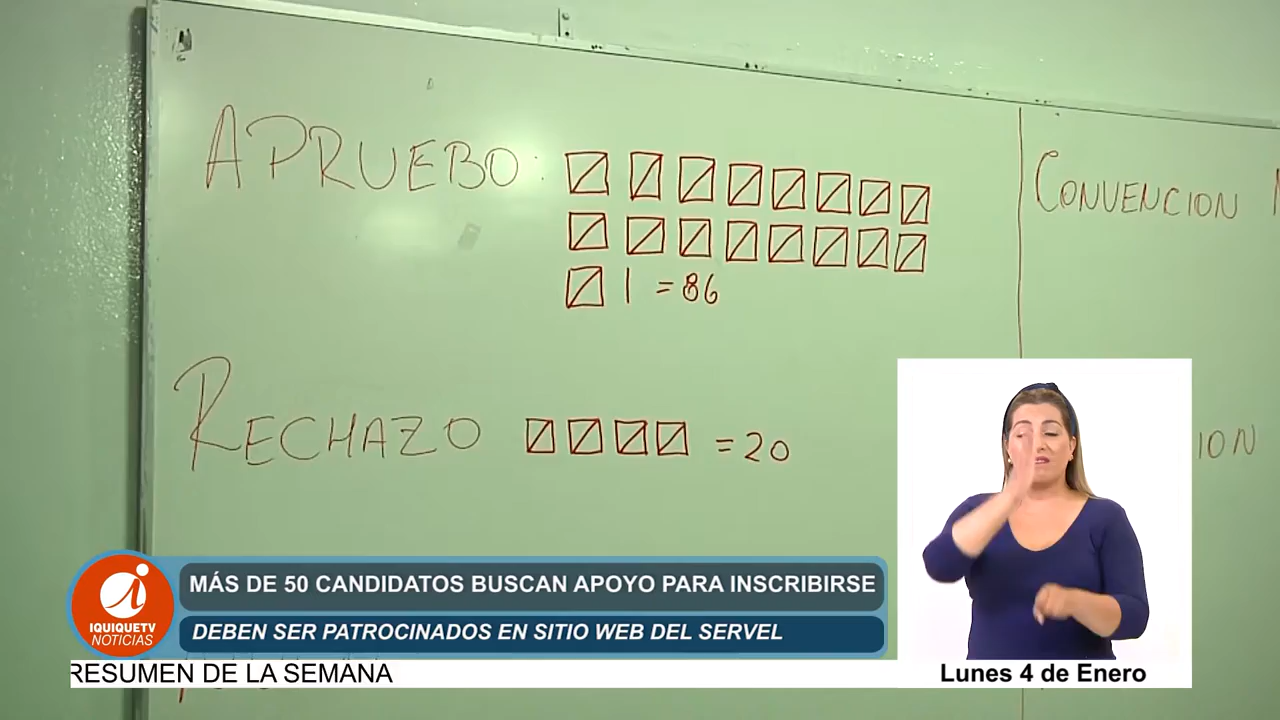 APRUEBO:
1 = 86
CONVENCION
RECHAZO = 20
ION
MÁS DE 50 CANDIDATOS BUSCAN APOYO PARA INSCRIBIRSE
DEBEN SER PATROCINADOS EN SITIO WEB DEL SERVEL
IQUIQUETV
NOTICIAS
RESUMEN DE LA SEMANA
Lunes 4 de Enero